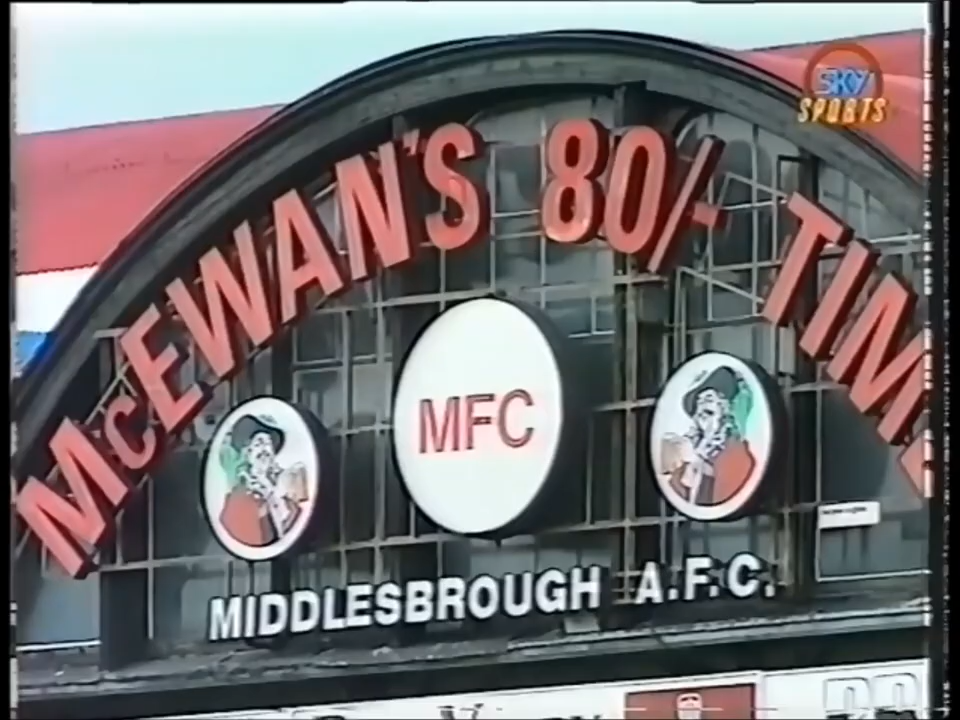 SKY
SPORTS
McEWAN'S 80/- TIM
MFC
MIDDLESBROUGH A.F.C.